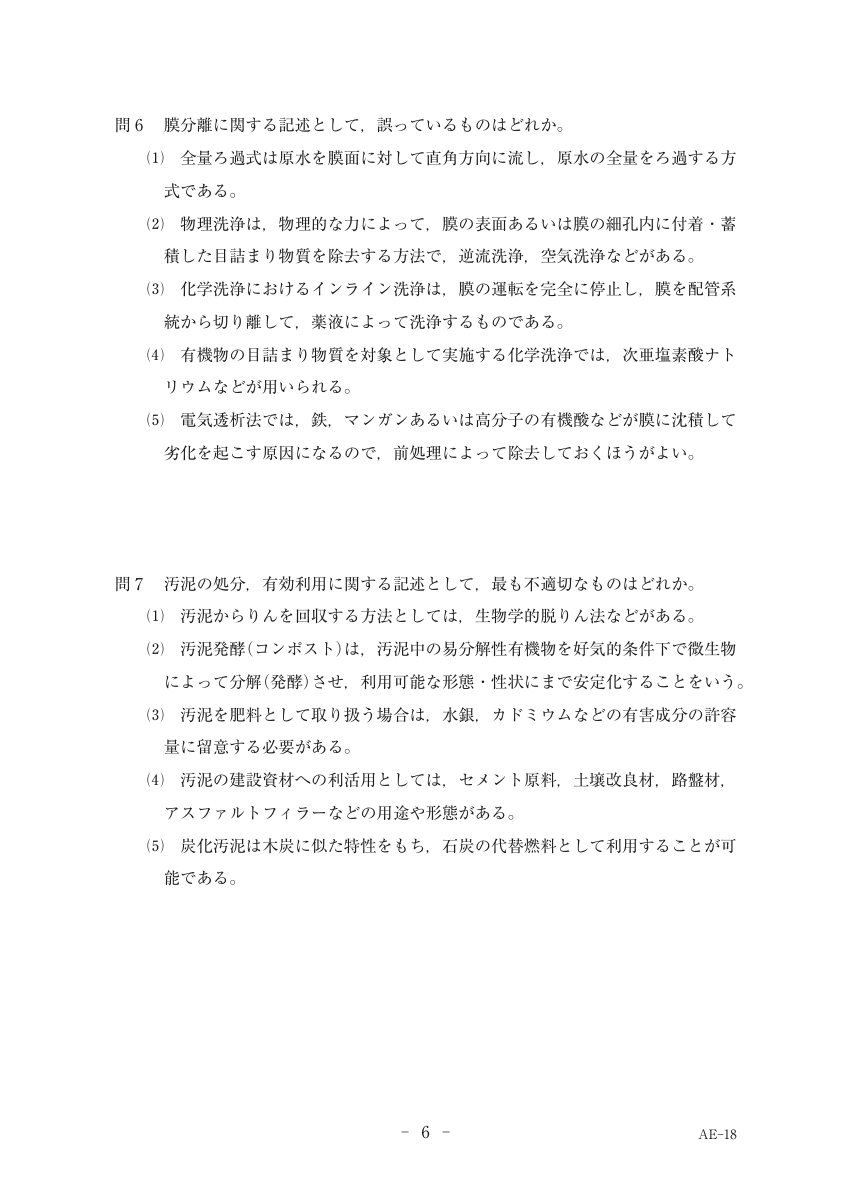 問6 膜分離に関する記述として，誤っているものはどれか。
⑴ 全量ろ過式は原水を膜面に対して直角方向に流し，原水の全量をろ過する方
式である。
⑵ 物理洗浄は，物理的な力によって，膜の表面あるいは膜の細孔内に付着・蓄
積した目詰まり物質を除去する方法で，逆流洗浄，空気洗浄などがある。
⑶ 化学洗浄におけるインライン洗浄は，膜の運転を完全に停止し，膜を配管系
統から切り離して，薬液によって洗浄するものである。
⑷ 有機物の目詰まり物質を対象として実施する化学洗浄では，次亜塩素酸ナト
リウムなどが用いられる。
⑸ 電気透析法では，鉄，マンガンあるいは高分子の有機酸などが膜に沈積して
劣化を起こす原因になるので，前処理によって除去しておくほうがよい。
問7 汚泥の処分，有効利用に関する記述として，最も不適切なものはどれか。
⑴ 汚泥からりんを回収する方法としては，生物学的脱りん法などがある。
⑵ 汚泥発酵(コンポスト)は，汚泥中の易分解性有機物を好気的条件下で微生物
によって分解(発酵)させ，利用可能な形態・性状にまで安定化することをいう。
⑶ 汚泥を肥料として取り扱う場合は，水銀，カドミウムなどの有害成分の許容
量に留意する必要がある。
⑷ 汚泥の建設資材への利活用としては，セメント原料，土壌改良材，路盤材，
アスファルトフィラーなどの用途や形態がある。
⑸ 炭化汚泥は木炭に似た特性をもち，石炭の代替燃料として利用することが可
能である。
－ 6 －
AE−18